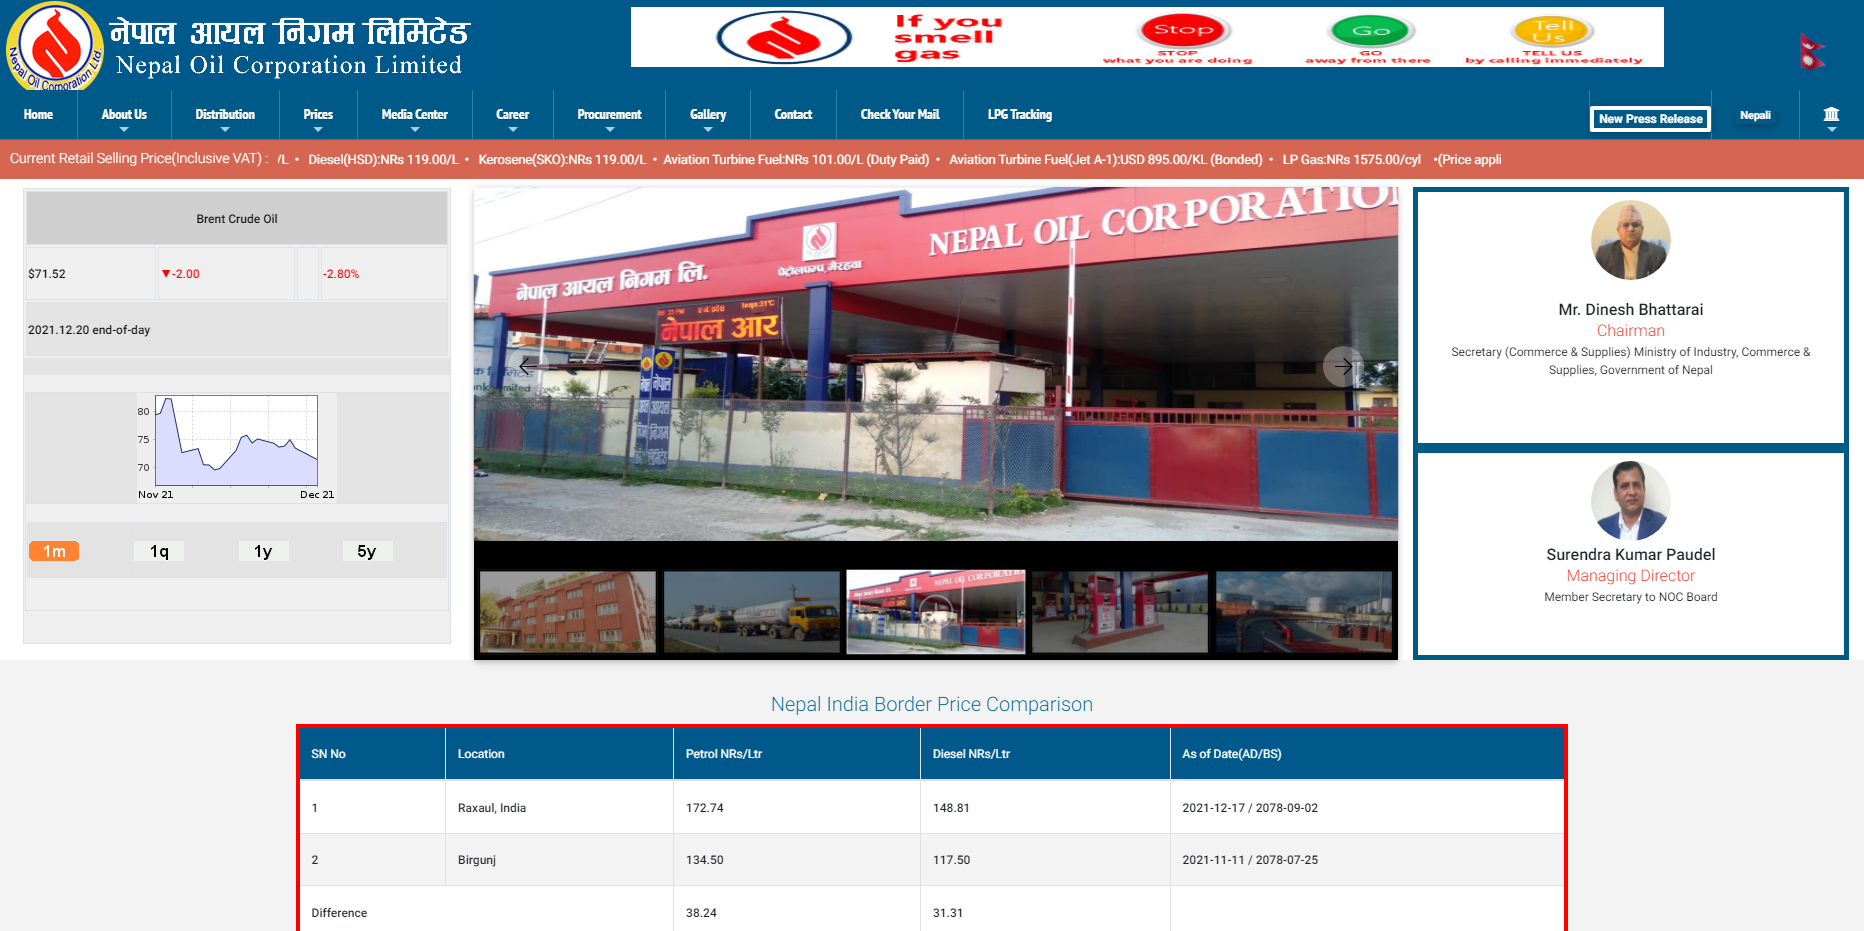 नेपाल आयल निगम लिमिटेड
Nepal Oil Corporation Limited
Nepal Oil Corporation Ltd.
If you smell gas
Stop
STOP
what you are doing
Go
GO
away from there
Tell Us
TELL US
by calling immediately
Home
About Us
Distribution
Prices
Media Center
Career
Procurement
Gallery
Contact
Check Your Mail
LPG Tracking
New Press Release
Nepali
Current Retail Selling Price(Inclusive VAT) : /L • Diesel(HSD):NRs 119.00/L • Kerosene(SKO):NRs 119.00/L • Aviation Turbine Fuel:NRs 101.00/L (Duty Paid) • Aviation Turbine Fuel(Jet A-1):USD 895.00/KL (Bonded) • LP Gas:NRs 1575.00/cyl •(Price appli
Brent Crude Oil
$71.52 ▼-2.00 -2.80%
2021.12.20 end-of-day
80
75
70
Nov 21 Dec 21
1m 1q 1y 5y
NEPAL OIL CORPORATION
नेपाल आयल निगम लि.
पेट्रोलपम्प, भैरहवा
नेपाल आर
Mr. Dinesh Bhattarai
Chairman
Secretary (Commerce & Supplies) Ministry of Industry, Commerce &
Supplies, Government of Nepal
Surendra Kumar Paudel
Managing Director
Member Secretary to NOC Board
Nepal India Border Price Comparison
SN No Location Petrol NRs/Ltr Diesel NRs/Ltr As of Date(AD/BS)
1 Raxaul, India 172.74 148.81 2021-12-17 / 2078-09-02
2 Birgunj 134.50 117.50 2021-11-11 / 2078-07-25
Difference 38.24 31.31